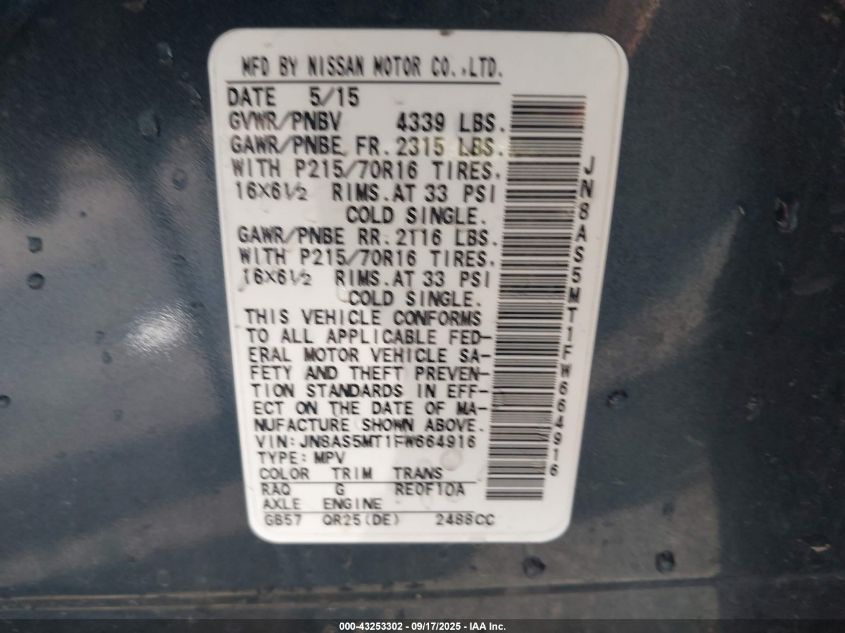 MFD BY NISSAN MOTOR CO.,LTD.
DATE 5/15
GVWR/PNBV 4339 LBS.
GAWR/PNBE FR. 2315 LBS.
WITH P215/70R16 TIRES,
16X6½ RIMS.AT 33 PSI
COLD SINGLE.
GAWR/PNBE RR. 2116 LBS.
WITH P215/70R16 TIRES,
16X6½ RIMS.AT 33 PSI
COLD SINGLE.
THIS VEHICLE CONFORMS
TO ALL APPLICABLE FED-
ERAL MOTOR VEHICLE SA-
FETY AND THEFT PREVEN-
TION STANDARDS IN EFF-
ECT ON THE DATE OF MA-
NUFACTURE SHOWN ABOVE.
VIN: JN8AS5MT1FW664916
TYPE: MPV
COLOR TRIM TRANS
RAQ G RE0F10A
AXLE ENGINE
GB57 QR25(DE) 2488CC
JN8AS5MT1FW664916
000-43253302 - 09/17/2025 - IAA Inc.